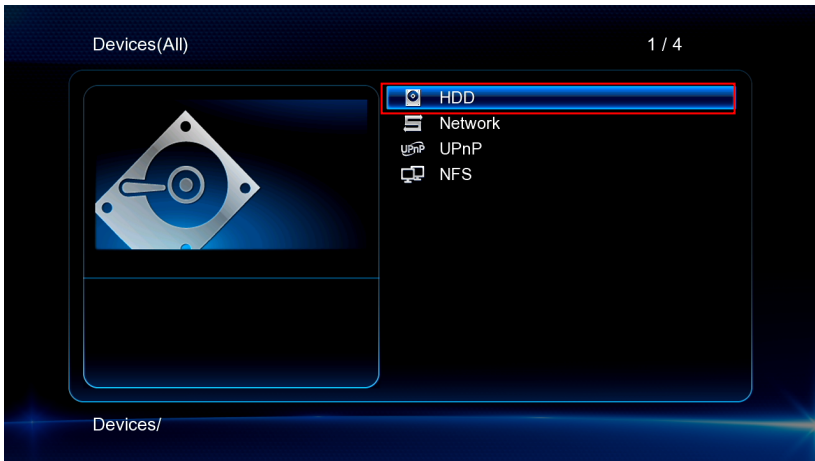 Devices(All)
1 / 4
HDD
Network
UPnP UPnP
NFS
Devices/